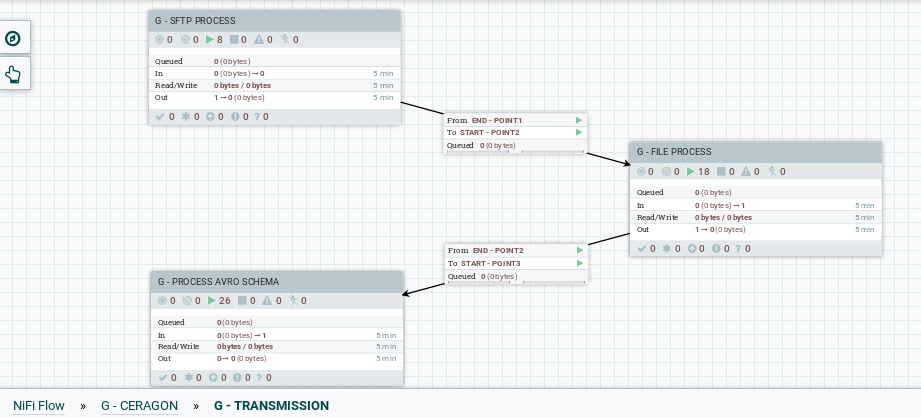 G - SFTP PROCESS
0 0 8 0 0 0
Queued 0 (0 bytes)
In 0 (0 bytes) → 0 5 min
Read/Write 0 bytes / 0 bytes 5 min
Out 1 → 0 (0 bytes) 5 min
0 0 0 0 ? 0
From END - POINT1
To START - POINT2
Queued 0 (0 bytes)
G - FILE PROCESS
0 0 18 0 0 0
Queued 0 (0 bytes)
In 0 (0 bytes) → 1 5 min
Read/Write 0 bytes / 0 bytes 5 min
Out 1 → 0 (0 bytes) 5 min
0 0 0 0 ? 0
From END - POINT2
To START - POINT3
Queued 0 (0 bytes)
G - PROCESS AVRO SCHEMA
0 0 26 0 0 0
Queued 0 (0 bytes)
In 0 (0 bytes) → 1 5 min
Read/Write 0 bytes / 0 bytes 5 min
Out 0 → 0 (0 bytes) 5 min
0 0 0 0 ? 0
NiFi Flow » G - CERAGON » G - TRANSMISSION